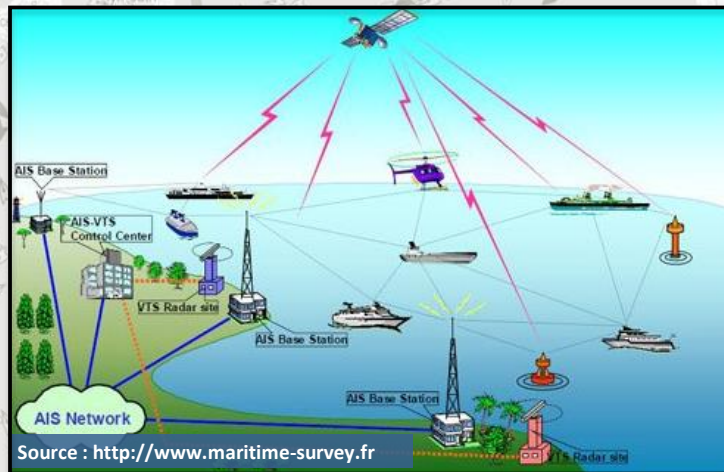 AIS Base Station
AIS-VTS
Control Center
VTS Radar site
AIS Base Station
AIS Base Station
AIS Network
Source : http://www.maritime-survey.fr
VTS Radar site